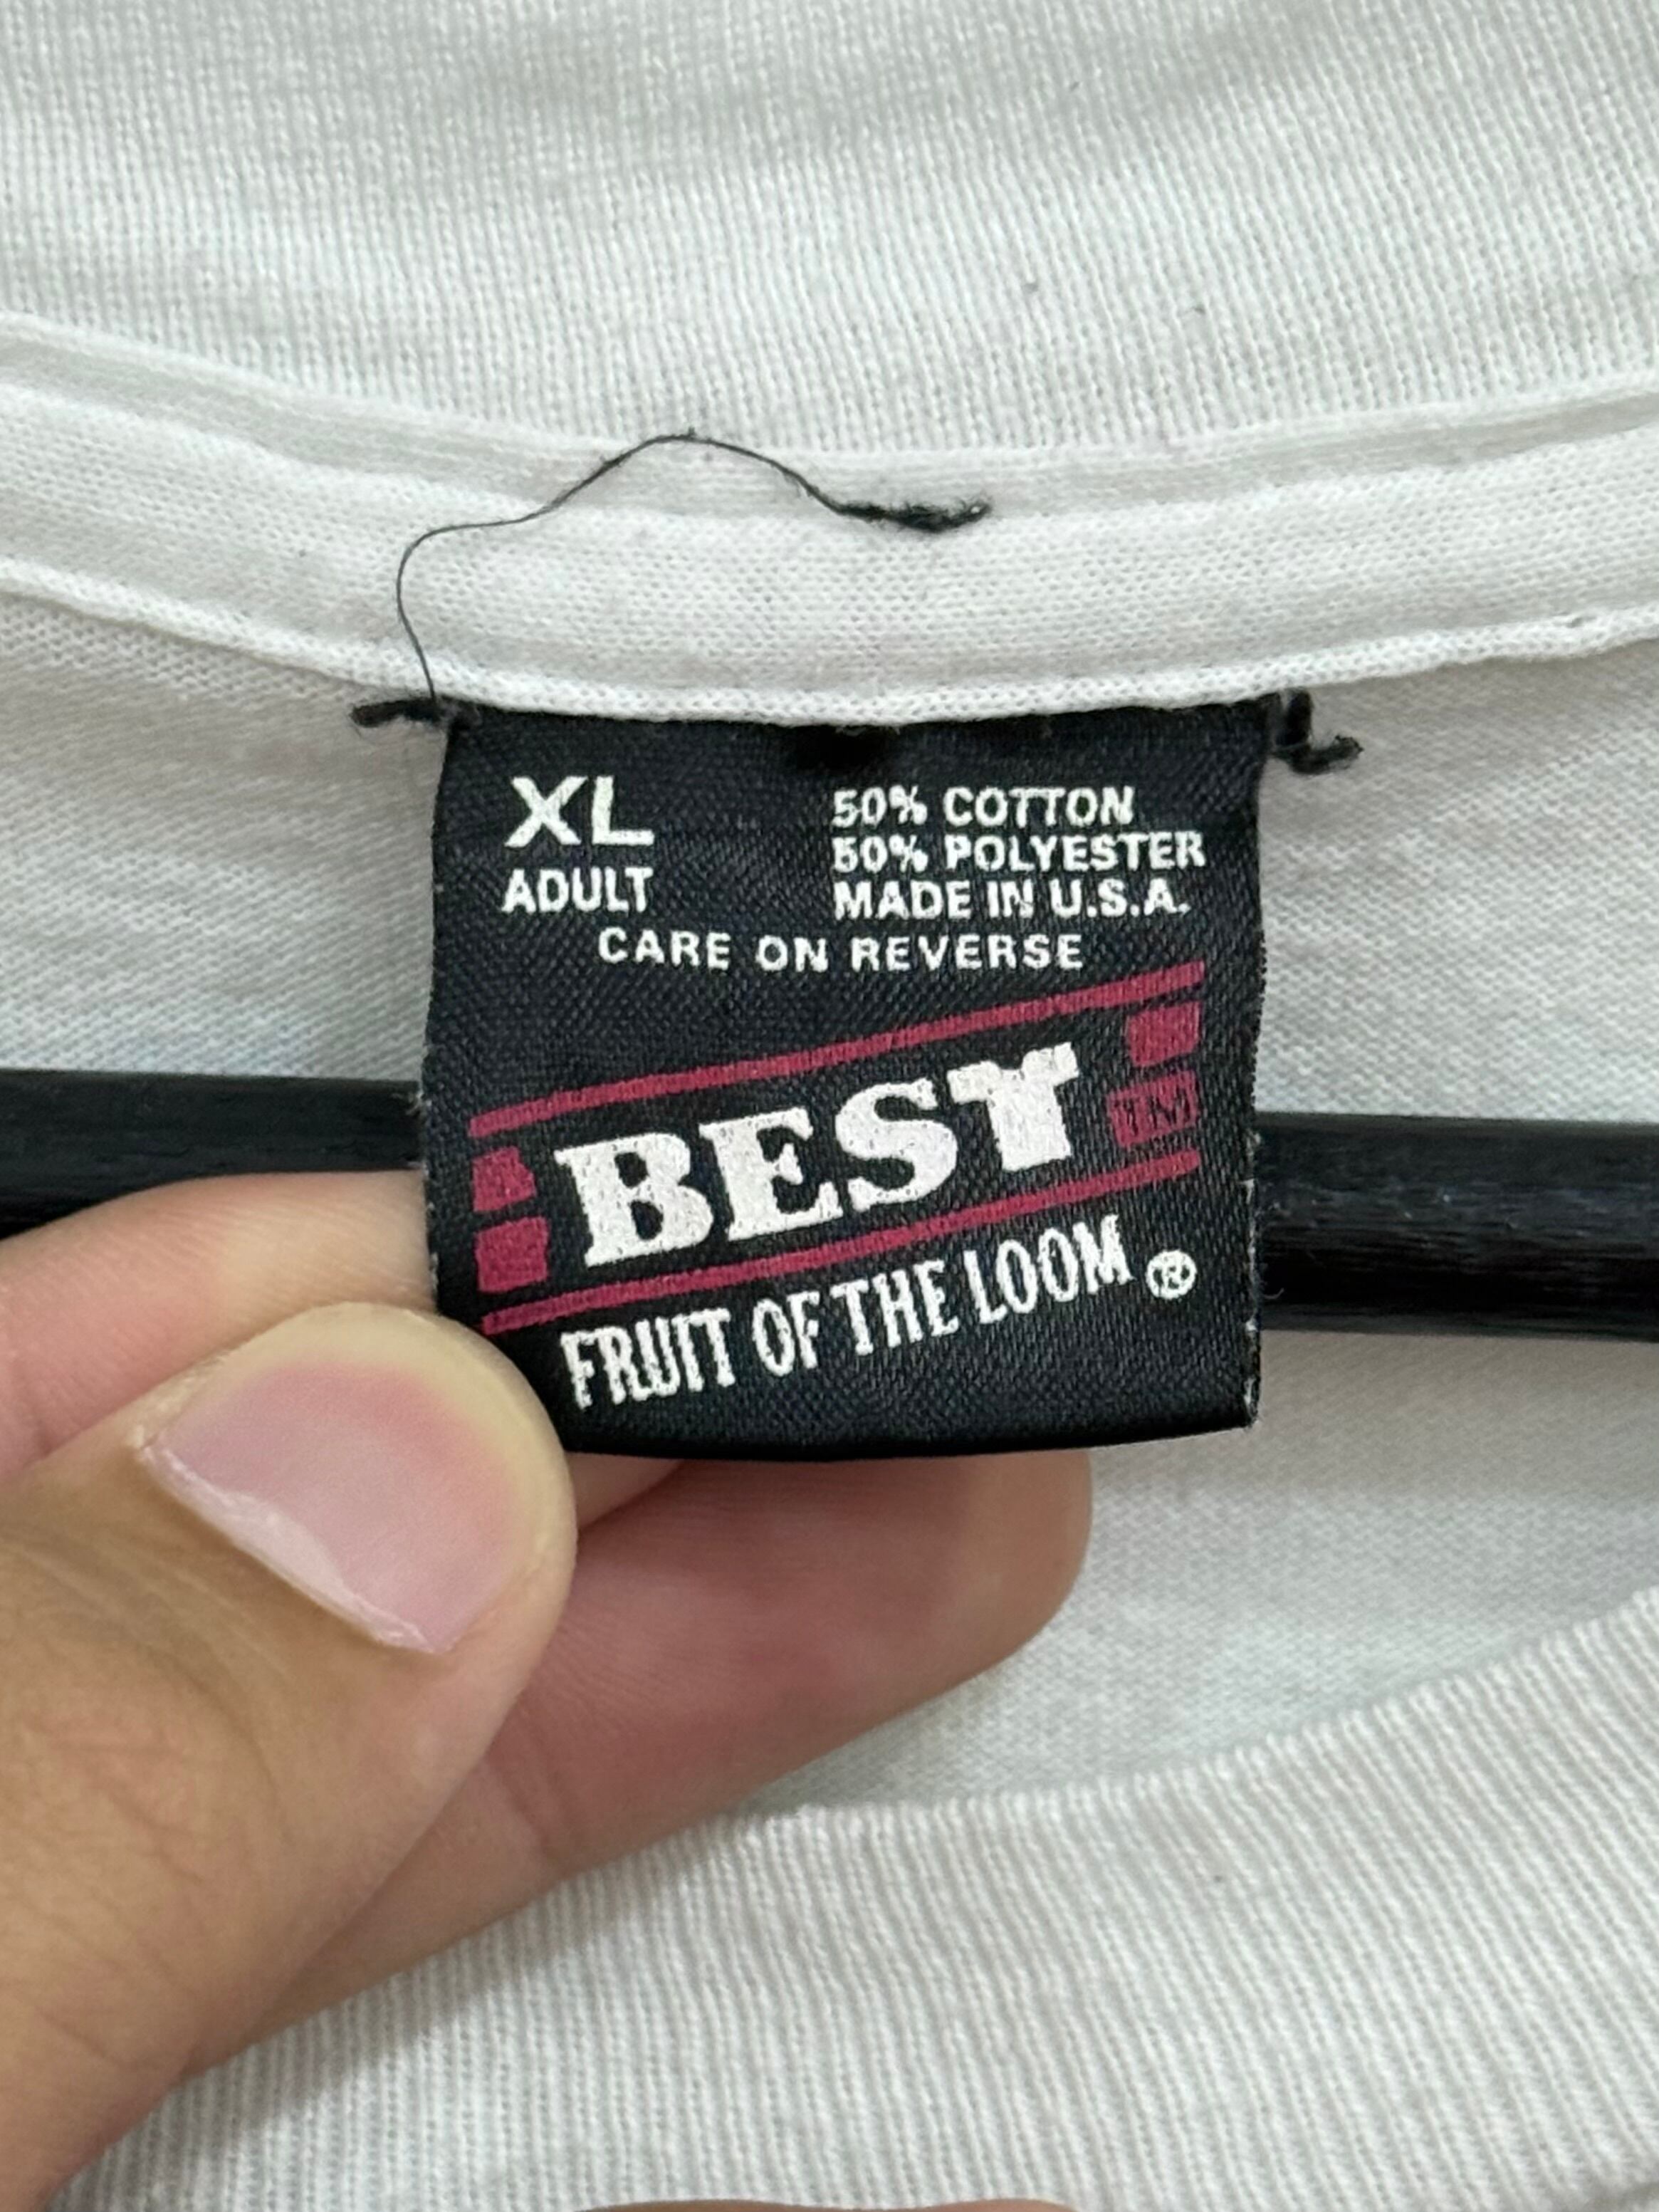 XL
ADULT
50% COTTON
50% POLYESTER
MADE IN U.S.A.
CARE ON REVERSE
BEST
TM
FRUIT OF THE LOOM ®